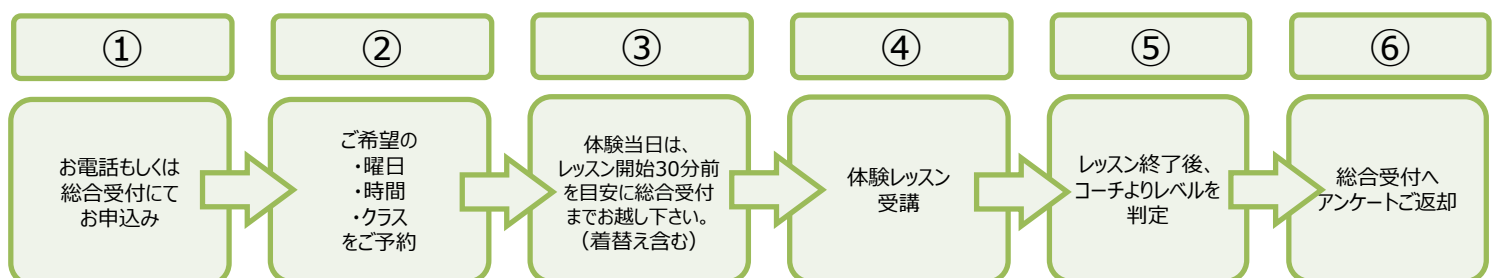 ①
②
③
④
⑤
⑥
お電話もしくは
総合受付にて
お申込み
ご希望の
・曜日
・時間
・クラス
をご予約
体験当日は、
レッスン開始30分前
を目安に総合受付
までお越し下さい。
（着替え含む）
体験レッスン
受講
レッスン終了後、
コーチよりレベルを
判定
総合受付へ
アンケートご返却